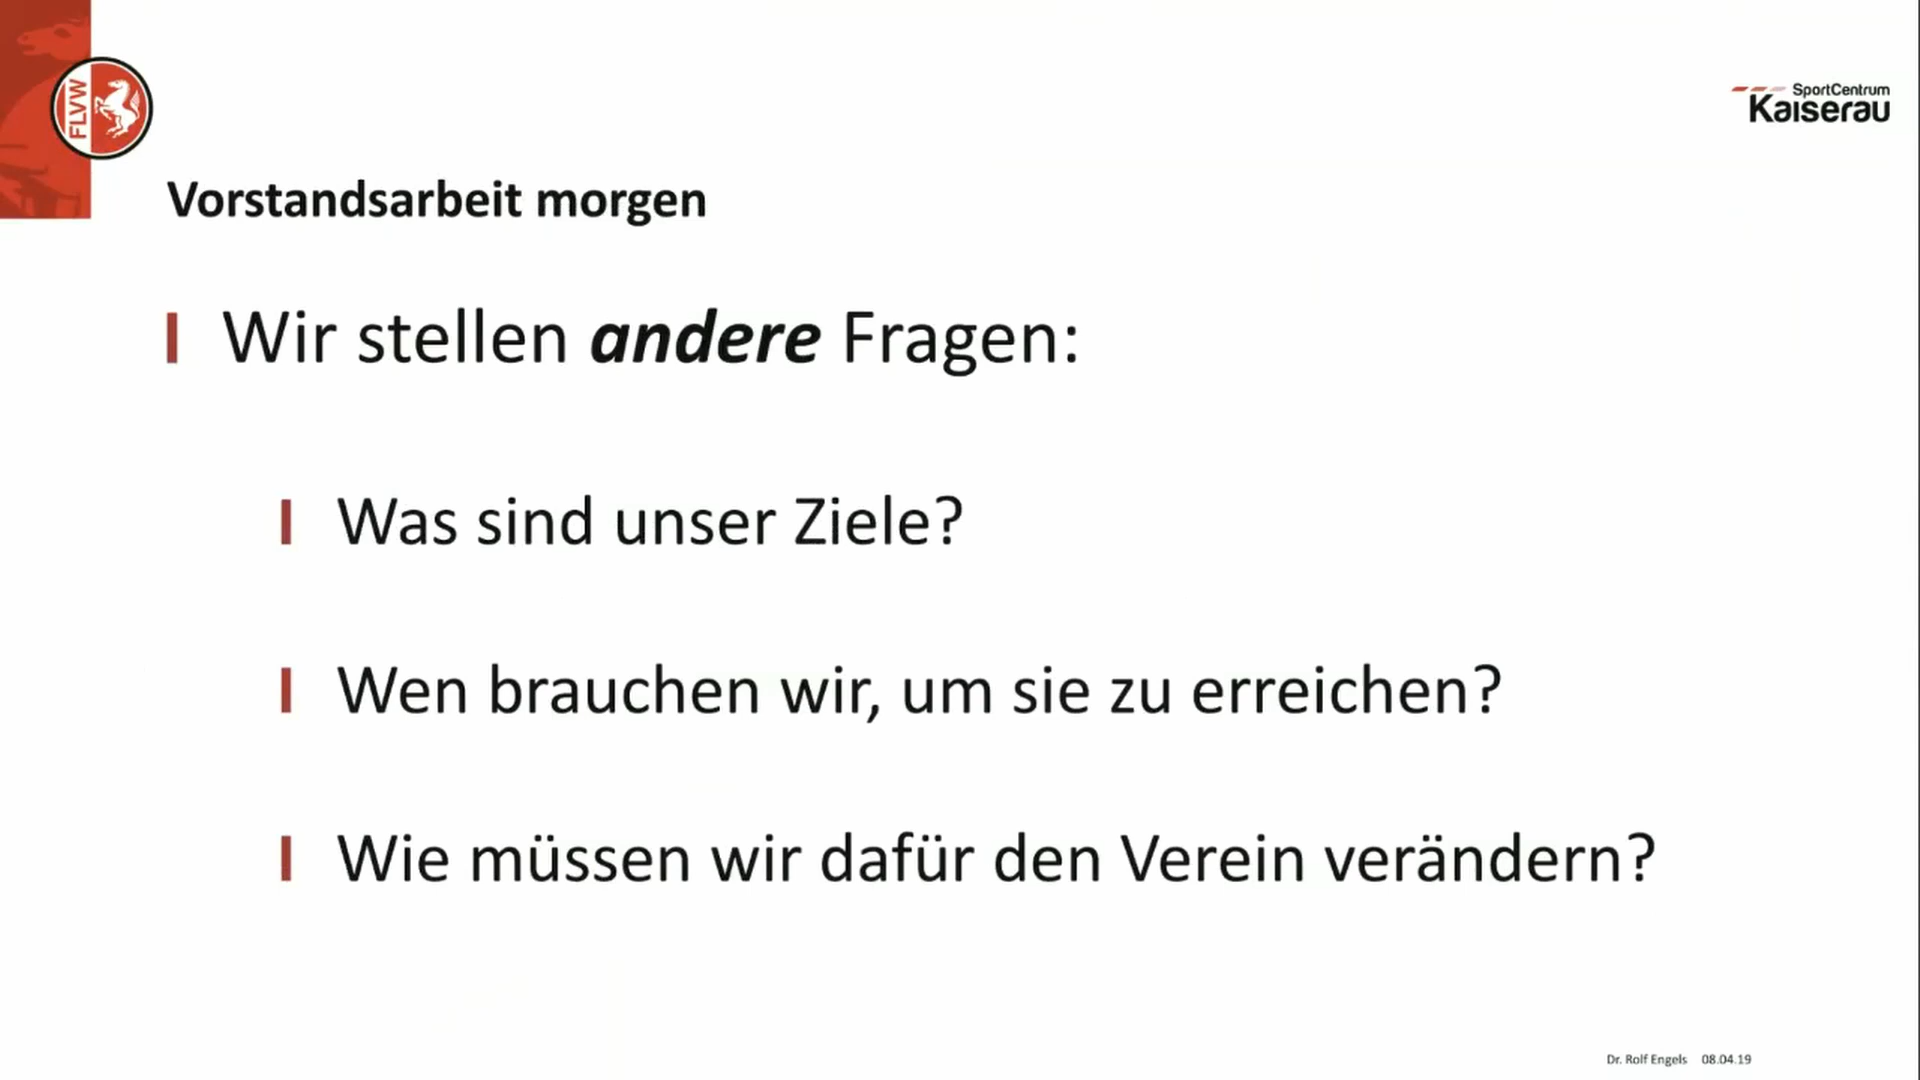 FLVW
SportCentrum
Kaiserau
Vorstandsarbeit morgen
Wir stellen andere Fragen:
Was sind unser Ziele?
Wen brauchen wir, um sie zu erreichen?
Wie müssen wir dafür den Verein verändern?
Dr. Rolf Engels 08.04.19